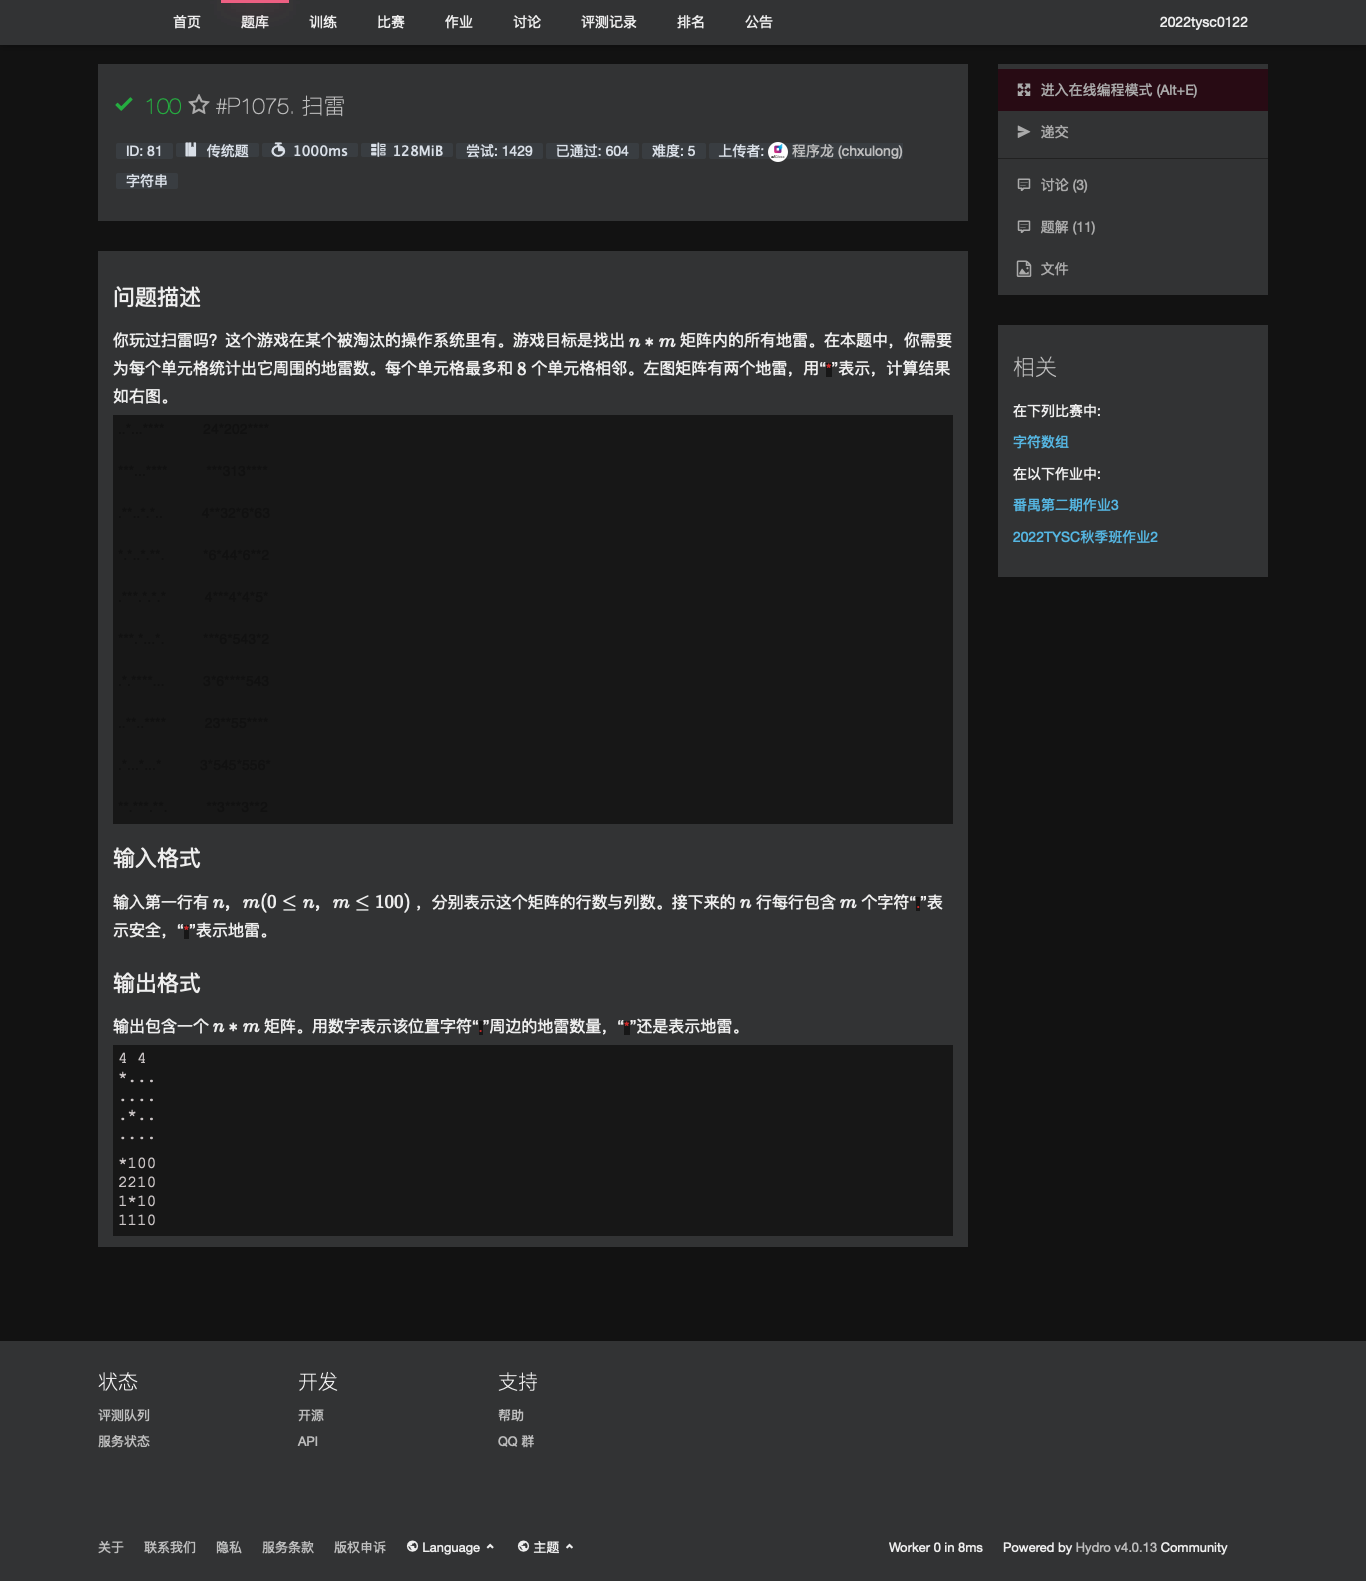 首页 题库 训练 比赛 作业 讨论 评测记录 排名 公告 2022tysc0122
100 #P1075. 扫雷
ID: 81 传统题 1000ms 128MiB 尝试: 1429 已通过: 604 难度: 5 上传者: 程序龙 (chxulong)
字符串
进入在线编程模式 (Alt+E)
递交
讨论 (3)
题解 (11)
文件
相关
在下列比赛中:
字符数组
在以下作业中:
番禺第二期作业3
2022TYSC秋季班作业2
问题描述
你玩过扫雷吗？这个游戏在某个被淘汰的操作系统里有。游戏目标是找出 n * m 矩阵内的所有地雷。在本题中，你需要
为每个单元格统计出它周围的地雷数。每个单元格最多和 8 个单元格相邻。左图矩阵有两个地雷，用“*”表示，计算结果
如右图。
输入格式
输入第一行有 n，m(0 ≤ n，m ≤ 100) ，分别表示这个矩阵的行数与列数。接下来的 n 行每行包含 m 个字符“.”表
示安全，“*”表示地雷。
输出格式
输出包含一个 n * m 矩阵。用数字表示该位置字符“.”周边的地雷数量，“*”还是表示地雷。
4 4
*...
....
.*..
....
*100
2210
1*10
1110
状态 开发 支持
评测队列 开源 帮助
服务状态 API QQ 群
关于 联系我们 隐私 服务条款 版权申诉 Language 主题 Worker 0 in 8ms Powered by Hydro v4.0.13 Community